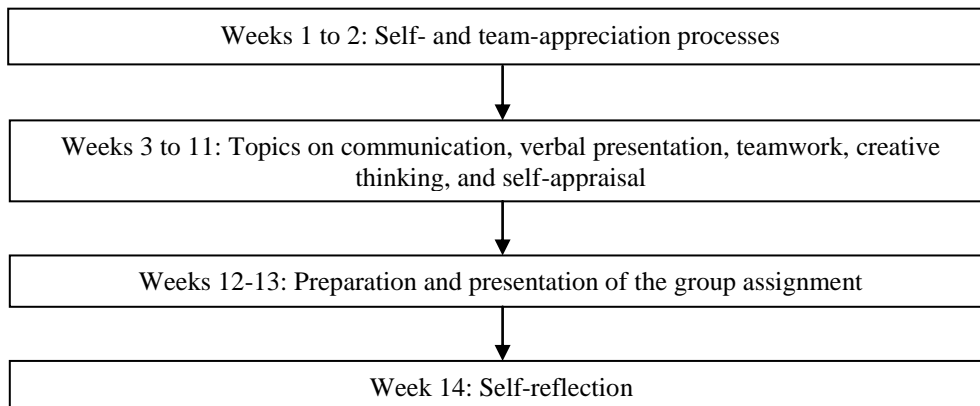 Weeks 1 to 2: Self- and team-appreciation processes
Weeks 3 to 11: Topics on communication, verbal presentation, teamwork, creative
thinking, and self-appraisal
Weeks 12-13: Preparation and presentation of the group assignment
Week 14: Self-reflection